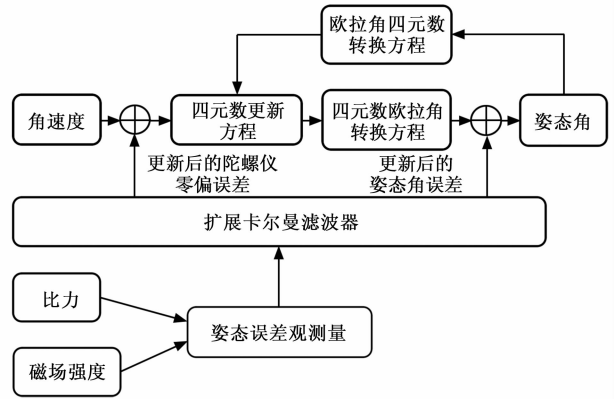 欧拉角四元数
转换方程
角速度
四元数更新
方程
四元数欧拉角
转换方程
姿态角
更新后的陀螺仪
零偏误差
更新后的
姿态角误差
扩展卡尔曼滤波器
比力
姿态误差观测量
磁场强度